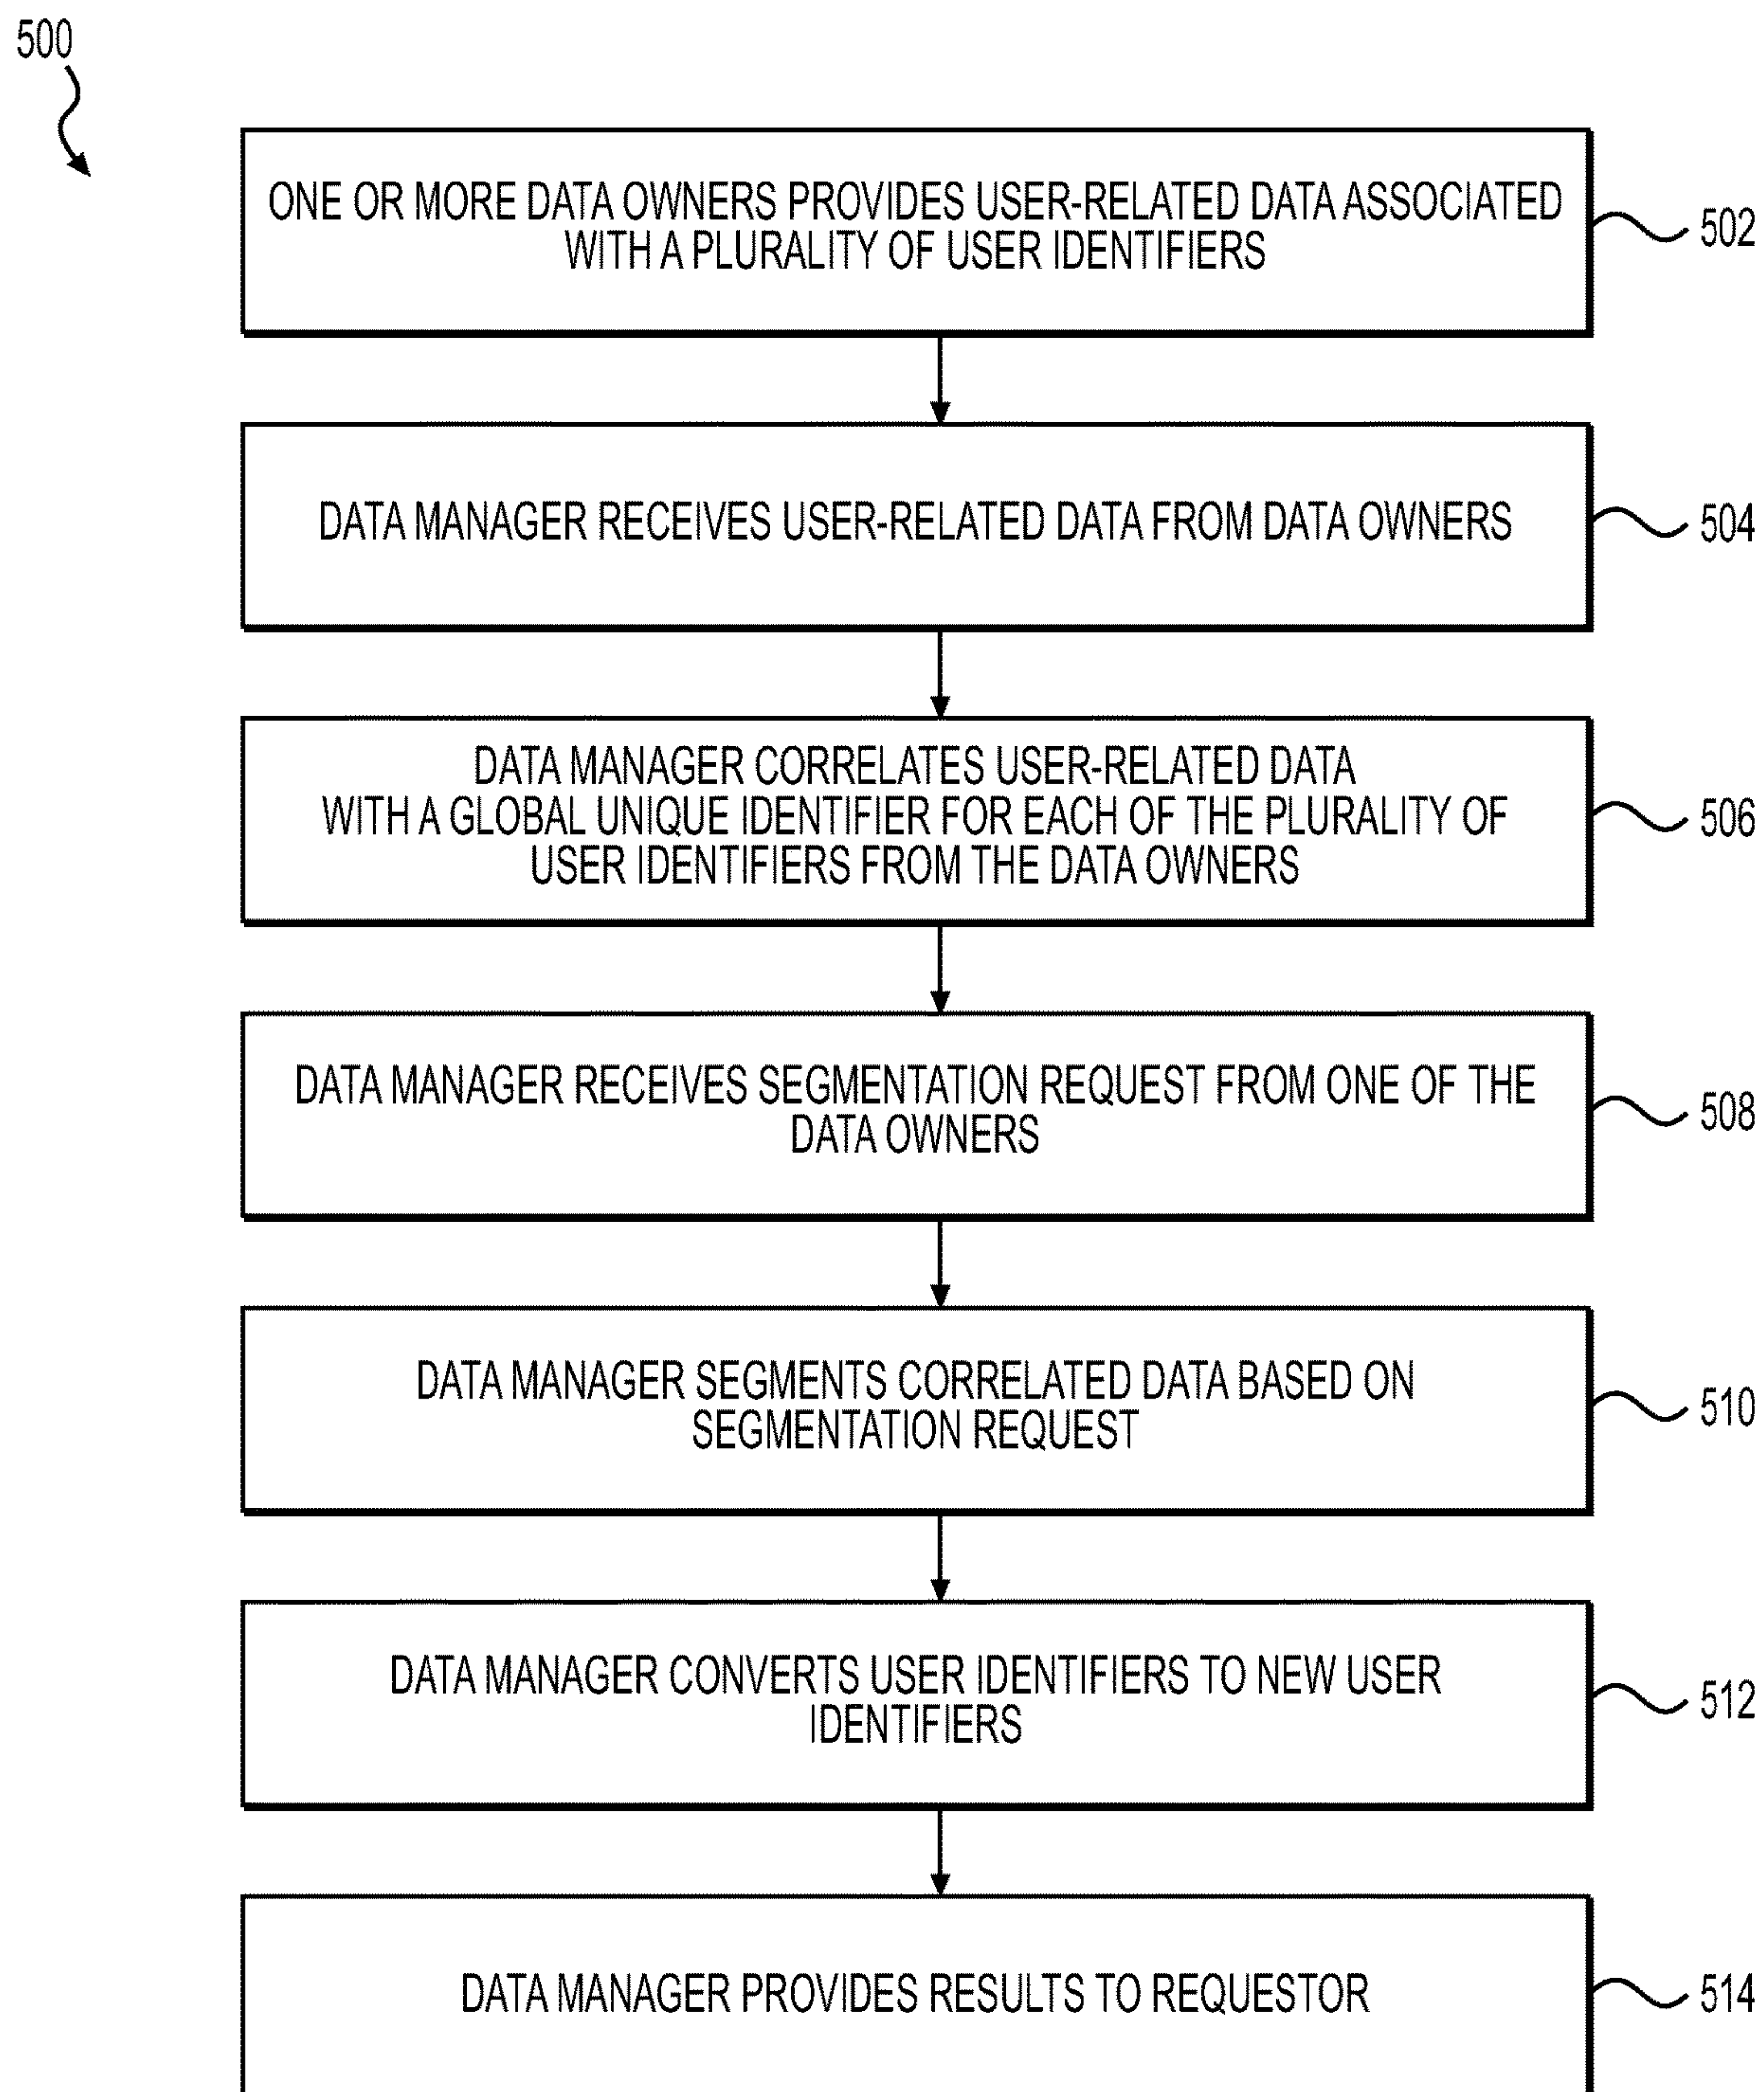 500
ONE OR MORE DATA OWNERS PROVIDES USER-RELATED DATA ASSOCIATED
WITH A PLURALITY OF USER IDENTIFIERS
502
DATA MANAGER RECEIVES USER-RELATED DATA FROM DATA OWNERS
504
DATA MANAGER CORRELATES USER-RELATED DATA
WITH A GLOBAL UNIQUE IDENTIFIER FOR EACH OF THE PLURALITY OF
USER IDENTIFIERS FROM THE DATA OWNERS
506
DATA MANAGER RECEIVES SEGMENTATION REQUEST FROM ONE OF THE
DATA OWNERS
508
DATA MANAGER SEGMENTS CORRELATED DATA BASED ON
SEGMENTATION REQUEST
510
DATA MANAGER CONVERTS USER IDENTIFIERS TO NEW USER
IDENTIFIERS
512
DATA MANAGER PROVIDES RESULTS TO REQUESTOR
514